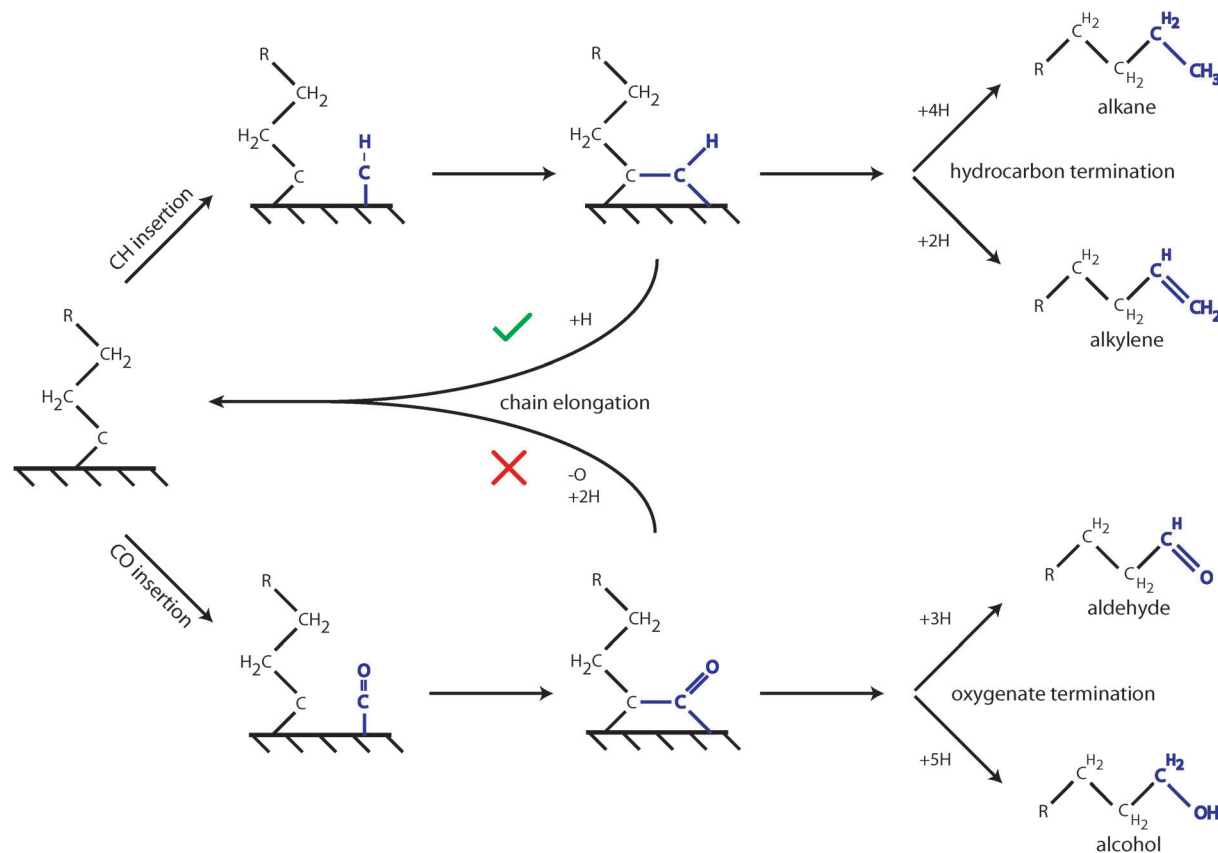 R
CH2
H2C
C
H
C
CH insertion
R
CH2
H2C
C
C
H
+4H
+2H
hydrocarbon termination
R
C
H2
C
H2
C
H2
CH3
alkane
R
C
H2
C
H2
C
H
CH2
alkylene
R
CH2
H2C
C
+H
chain elongation
-O
+2H
CO insertion
R
CH2
H2C
C
O
C
R
CH2
H2C
C
C
O
+3H
+5H
oxygenate termination
R
C
H2
C
H2
C
H
O
aldehyde
R
C
H2
C
H2
C
H2
OH
alcohol